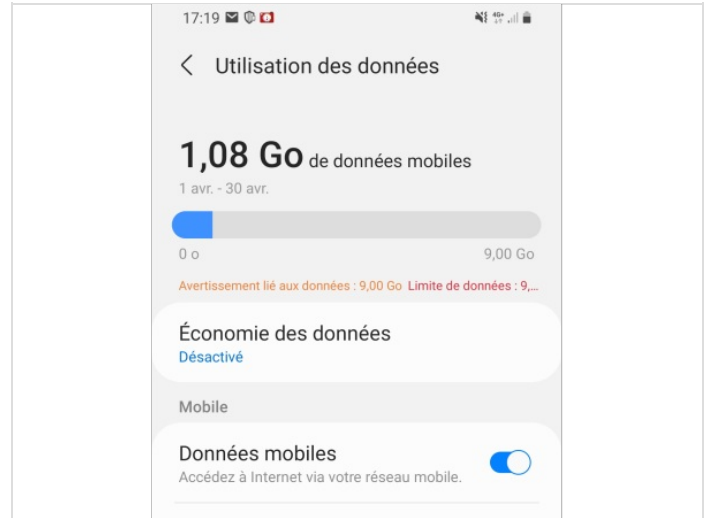 17:19 4G+
Utilisation des données
1,08 Go de données mobiles
1 avr. - 30 avr.
0 o 9,00 Go
Avertissement lié aux données : 9,00 Go Limite de données : 9,...
Économie des données
Désactivé
Mobile
Données mobiles
Accédez à Internet via votre réseau mobile.